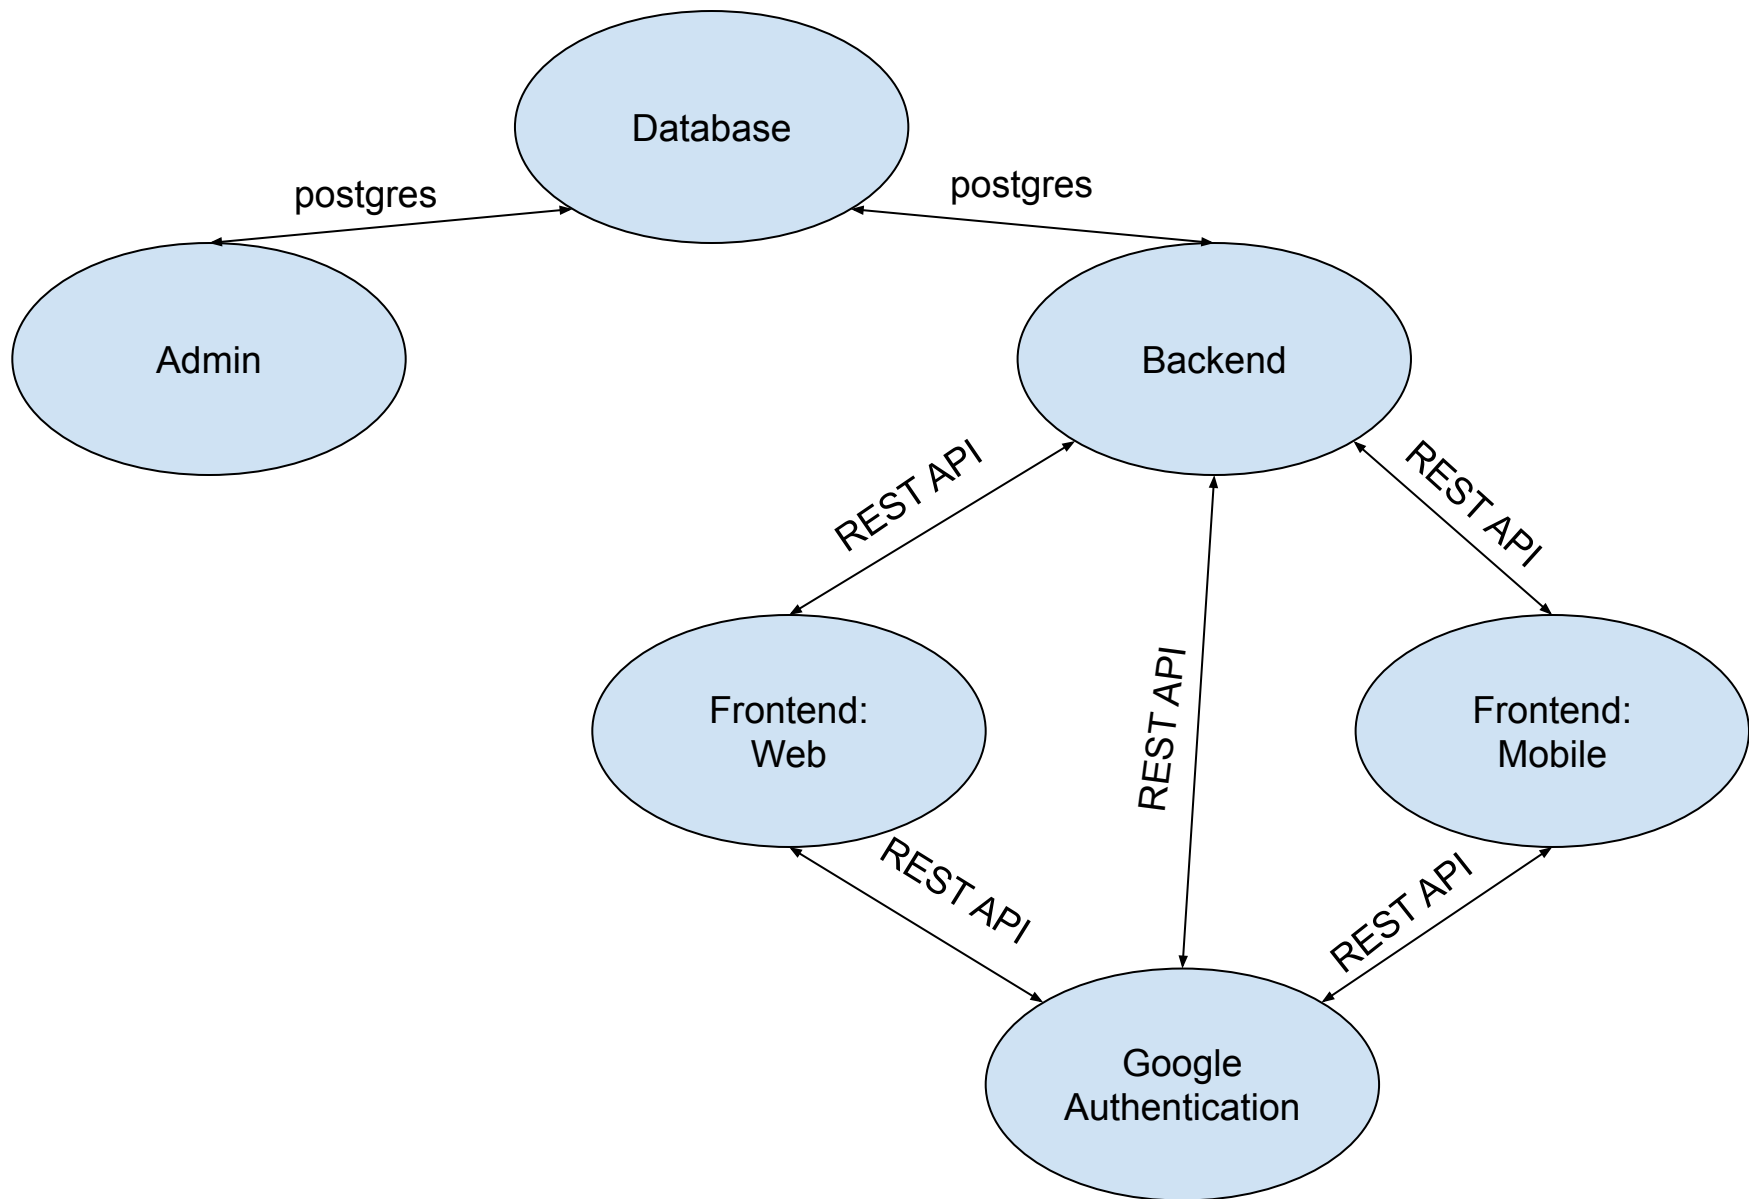 Database
postgres
postgres
Admin
Backend
REST API
REST API
REST API
Frontend:
Web
Frontend:
Mobile
REST API
REST API
Google
Authentication